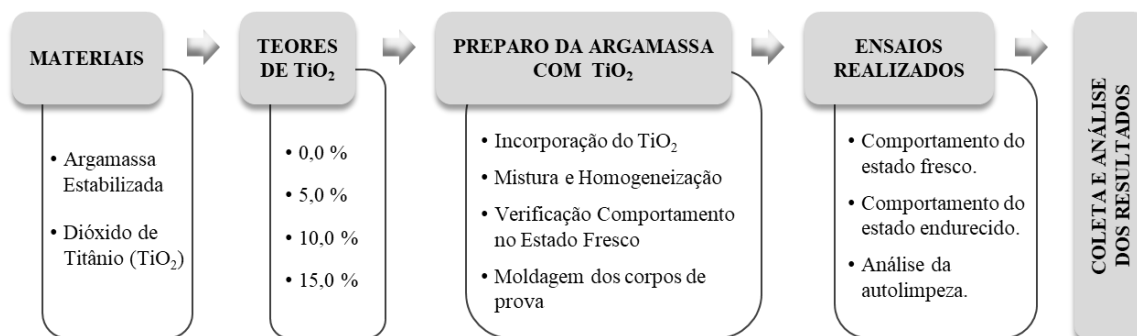 MATERIAIS
• Argamassa
Estabilizada
• Dióxido de
Titânio (TiO₂)
TEORES
DE TiO₂
• 0,0 %
• 5,0 %
• 10,0 %
• 15,0 %
PREPARO DA ARGAMASSA
COM TiO₂
• Incorporação do TiO₂
• Mistura e Homogeneização
• Verificação Comportamento
no Estado Fresco
• Moldagem dos corpos de
prova
ENSAIOS
REALIZADOS
• Comportamento do
estado fresco.
• Comportamento do
estado endurecido.
• Análise da
autolimpeza.
COLETA E ANÁLISE
DOS RESULTADOS